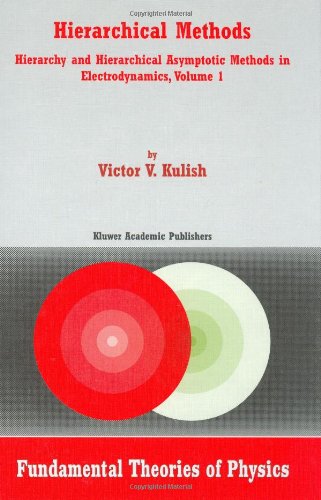 Hierarchical Methods
Hierarchy and Hierarchical Asymptotic Methods in
Electrodynamics, Volume 1
by
Victor V. Kulish
Kluwer Academic Publishers
Fundamental Theories of Physics